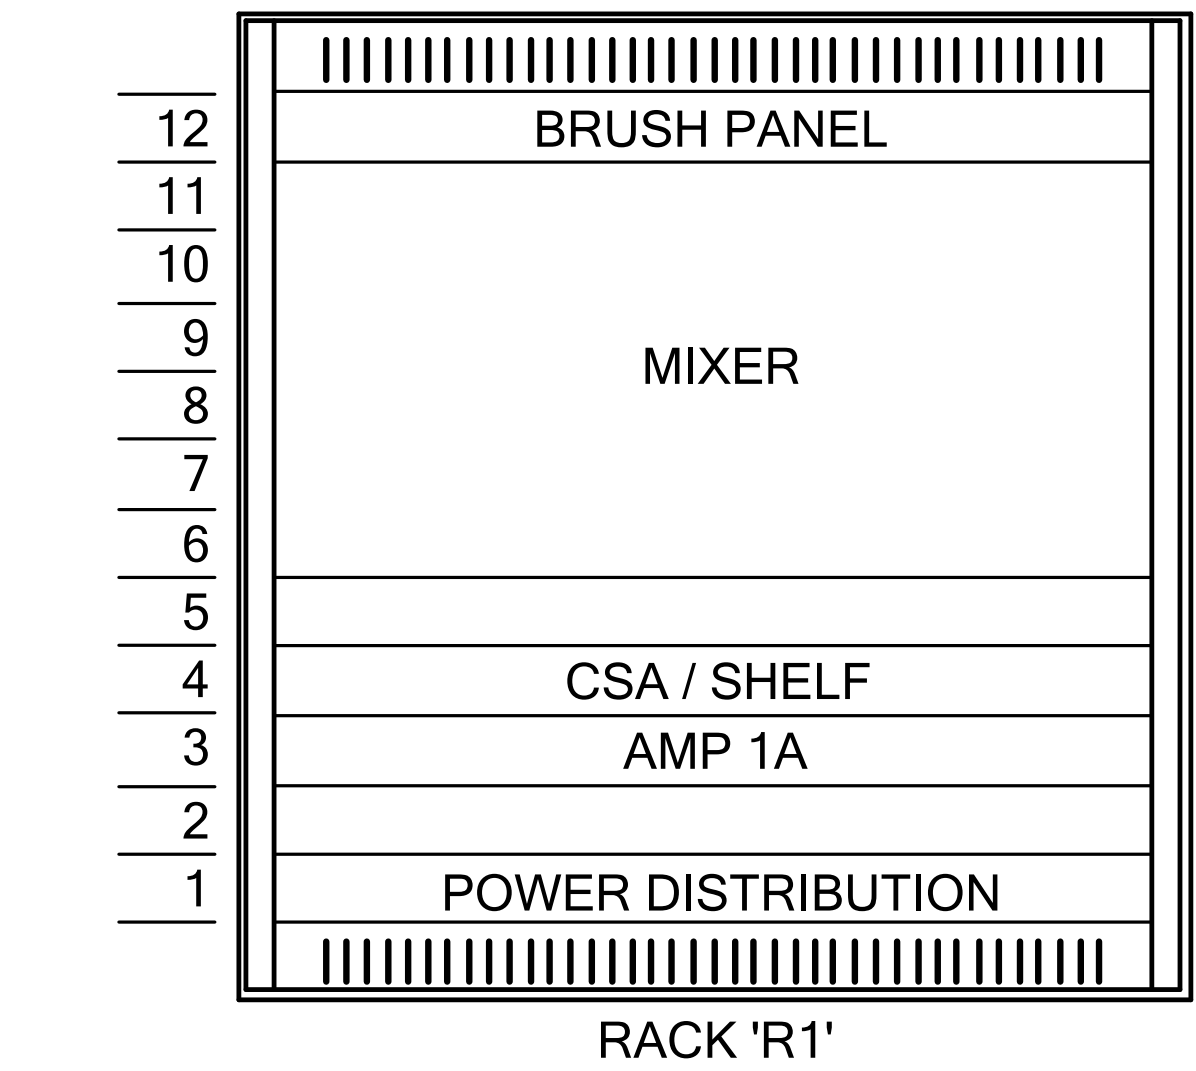 12 BRUSH PANEL
11
10
9
MIXER
8
7
6
5
4 CSA / SHELF
3 AMP 1A
2
1 POWER DISTRIBUTION
RACK 'R1'